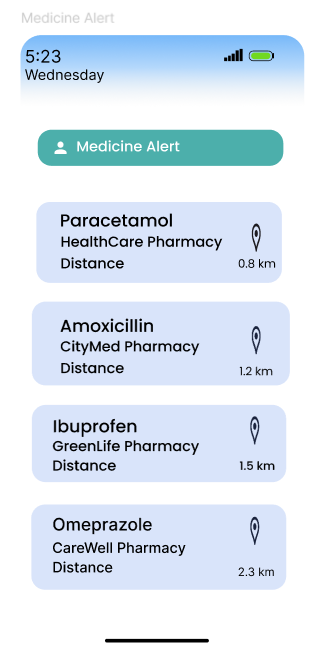 Medicine Alert
5:23
Wednesday
Medicine Alert
Paracetamol
HealthCare Pharmacy
Distance
0.8 km
Amoxicillin
CityMed Pharmacy
Distance
1.2 km
Ibuprofen
GreenLife Pharmacy
Distance
1.5 km
Omeprazole
CareWell Pharmacy
Distance
2.3 km